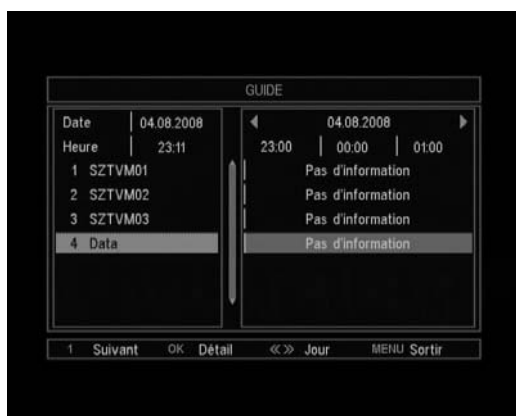 GUIDE
Date 04.08.2008
Heure 23:11
1 SZTVM01
2 SZTVM02
3 SZTVM03
4 Data
04.08.2008
23:00 00:00 01:00
Pas d'information
Pas d'information
Pas d'information
Pas d'information
1 Suivant OK Détail «» Jour MENU Sortir